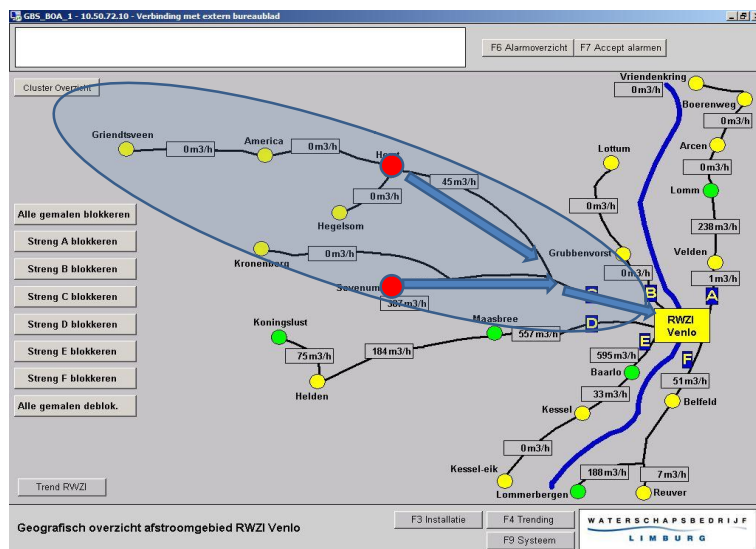 GBS_BOA_1 - 10.50.72.10 - Verbinding met extern bureaublad
F6 Alarmoverzicht
F7 Accept alarmen
Cluster Overzicht
Vriendenkring
0m3/h
Boerenweg
0m3/h
Griendtsveen
0m3/h
America
0m3/h
Horst
45m3/h
Lottum
Arcen
Lomm
0m3/h
Hegelsom
0m3/h
238m3/h
Alle gemalen blokkeren
Streng A blokkeren
Streng B blokkeren
Streng C blokkeren
Streng D blokkeren
Streng E blokkeren
Streng F blokkeren
Alle gemalen deblok.
Kronenberg
0m3/h
Grubbenvorst
0m3/h
Velden
1m3/h
Sevenum
387m3/h
C
B
A
RWZI
Venlo
Koningslust
75m3/h
184m3/h
Maasbree
557m3/h
D
E
F
Helden
595m3/h
Baarlo
33m3/h
51m3/h
Belfeld
Kessel
0m3/h
Kessel-eik
188m3/h
7m3/h
Lommerbergen
Reuver
Trend RWZI
Geografisch overzicht afstroomgebied RWZI Venlo
F3 Installatie
F4 Trending
F9 Systeem
WATERSCHAPSBEDRIJF
LIMBURG